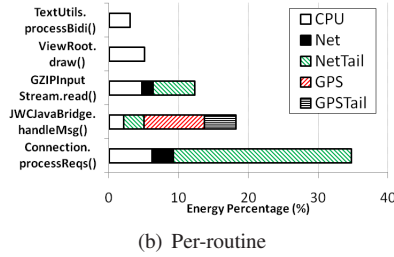 TextUtils.
processBidi()
ViewRoot.
draw()
GZIPInput
Stream.read()
JWCJavaBridge.
handleMsg()
Connection.
processReqs()
CPU
Net
NetTail
GPS
GPSTail
0 10 20 30 40
Energy Percentage (%)
(b) Per-routine